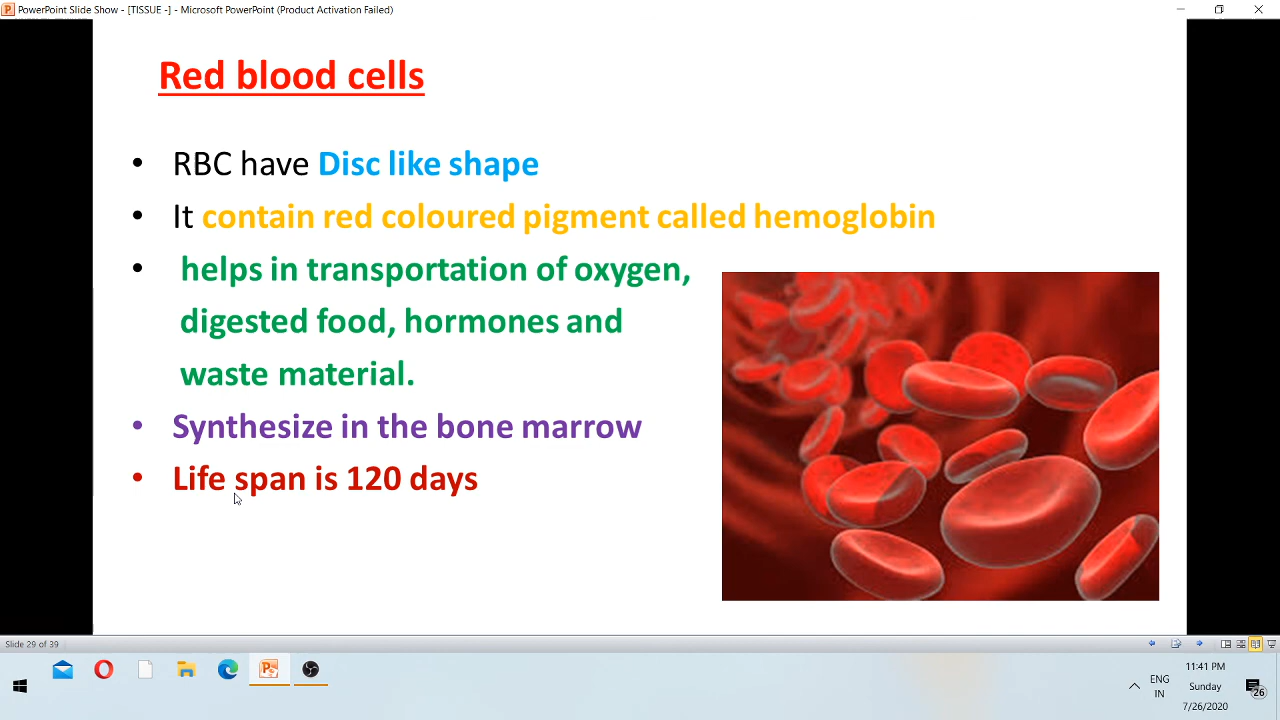 PowerPoint Slide Show - [TISSUE -] - Microsoft PowerPoint (Product Activation Failed)
Red blood cells
• RBC have Disc like shape
• It contain red coloured pigment called hemoglobin
• helps in transportation of oxygen,
digested food, hormones and
waste material.
• Synthesize in the bone marrow
• Life span is 120 days
Slide 29 of 39
11:41 PM
ENG
IN
Sunday
7/26/2020
26